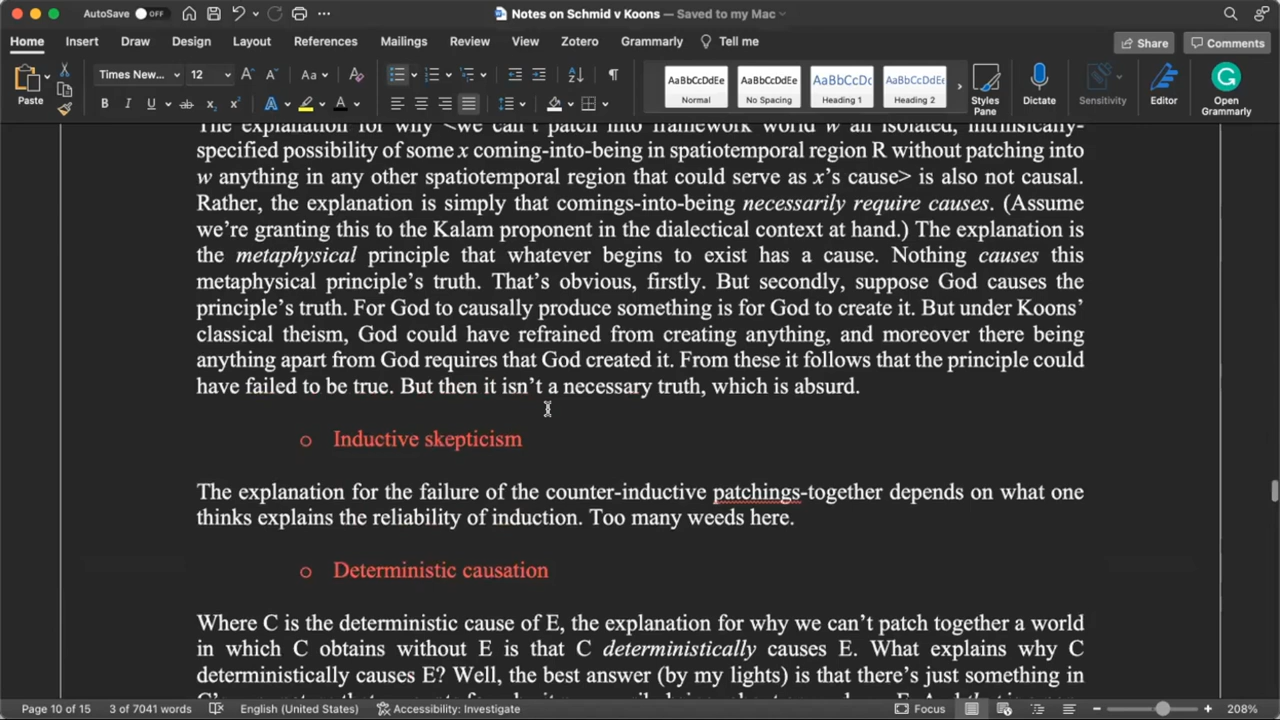 AutoSave OFF
Notes on Schmid v Koons — Saved to my Mac
Home Insert Draw Design Layout References Mailings Review View Zotero Grammarly Tell me Share Comments
Paste
Times New... 12
AaBbCcDdEe Normal
AaBbCcDdEe No Spacing
AaBbCcDc Heading 1
AaBbCcDdEe Heading 2
Styles Pane
Dictate
Sensitivity
Editor
Open Grammarly
The explanation for why <we can't patch into framework world w an isolated, intrinsically-
specified possibility of some x coming-into-being in spatiotemporal region R without patching into
w anything in any other spatiotemporal region that could serve as x's cause> is also not causal.
Rather, the explanation is simply that comings-into-being necessarily require causes. (Assume
we're granting this to the Kalam proponent in the dialectical context at hand.) The explanation is
the metaphysical principle that whatever begins to exist has a cause. Nothing causes this
metaphysical principle's truth. That's obvious, firstly. But secondly, suppose God causes the
principle's truth. For God to causally produce something is for God to create it. But under Koons'
classical theism, God could have refrained from creating anything, and moreover there being
anything apart from God requires that God created it. From these it follows that the principle could
have failed to be true. But then it isn't a necessary truth, which is absurd.
o Inductive skepticism
The explanation for the failure of the counter-inductive patchings-together depends on what one
thinks explains the reliability of induction. Too many weeds here.
o Deterministic causation
Where C is the deterministic cause of E, the explanation for why we can't patch together a world
in which C obtains without E is that C deterministically causes E. What explains why C
deterministically causes E? Well, the best answer (by my lights) is that there's just something in
Page 10 of 15 3 of 7041 words English (United States) Accessibility: Investigate Focus 208%